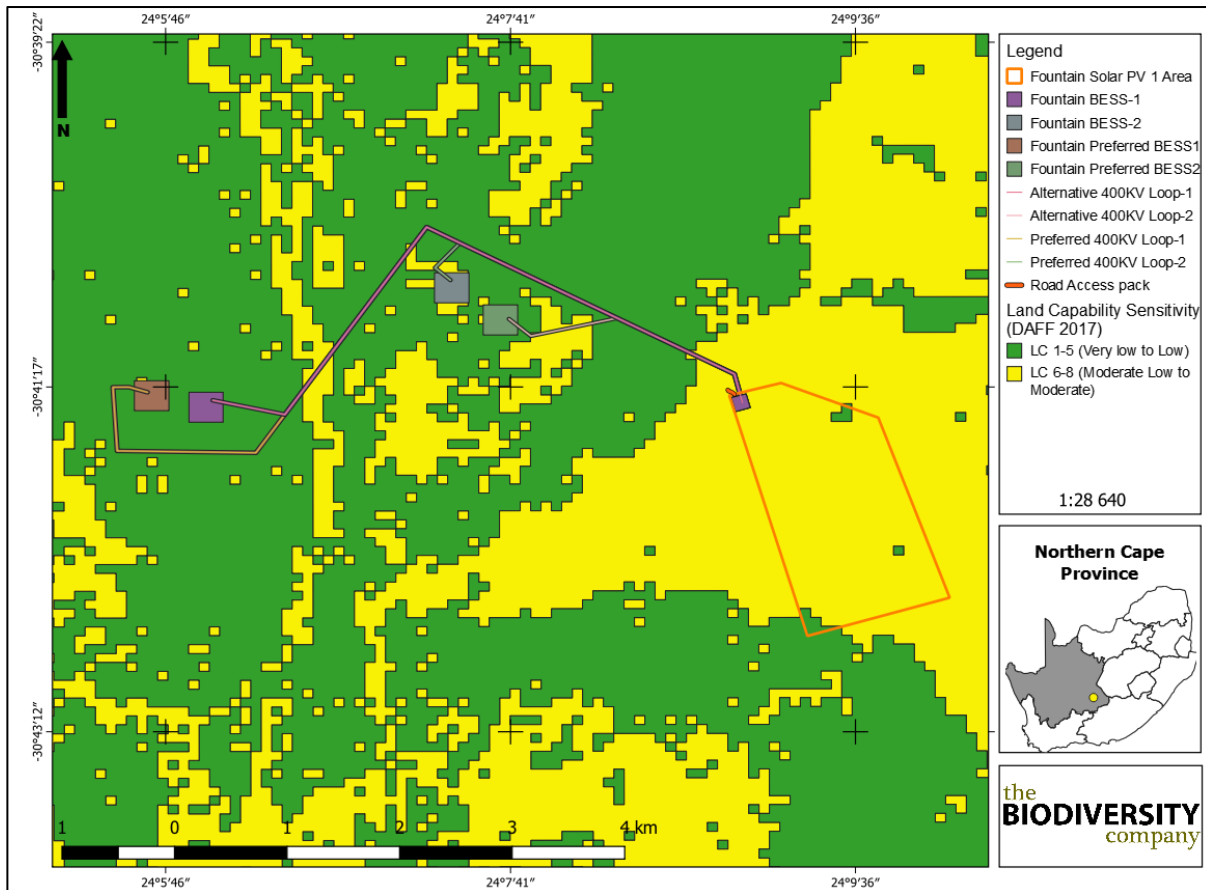 24°5′46″
24°7′41″
24°9′36″
-30°39′22″
-30°41′17″
-30°43′12″
N
1 0 1 2 3 4 km
24°5′46″
24°7′41″
24°9′36″
Legend
Fountain Solar PV 1 Area
Fountain BESS-1
Fountain BESS-2
Fountain Preferred BESS1
Fountain Preferred BESS2
Alternative 400KV Loop-1
Alternative 400KV Loop-2
Preferred 400KV Loop-1
Preferred 400KV Loop-2
Road Access pack
Land Capability Sensitivity
(DAFF 2017)
LC 1-5 (Very low to Low)
LC 6-8 (Moderate Low to
Moderate)
1:28 640
Northern Cape
Province
the
BIODIVERSITY
company